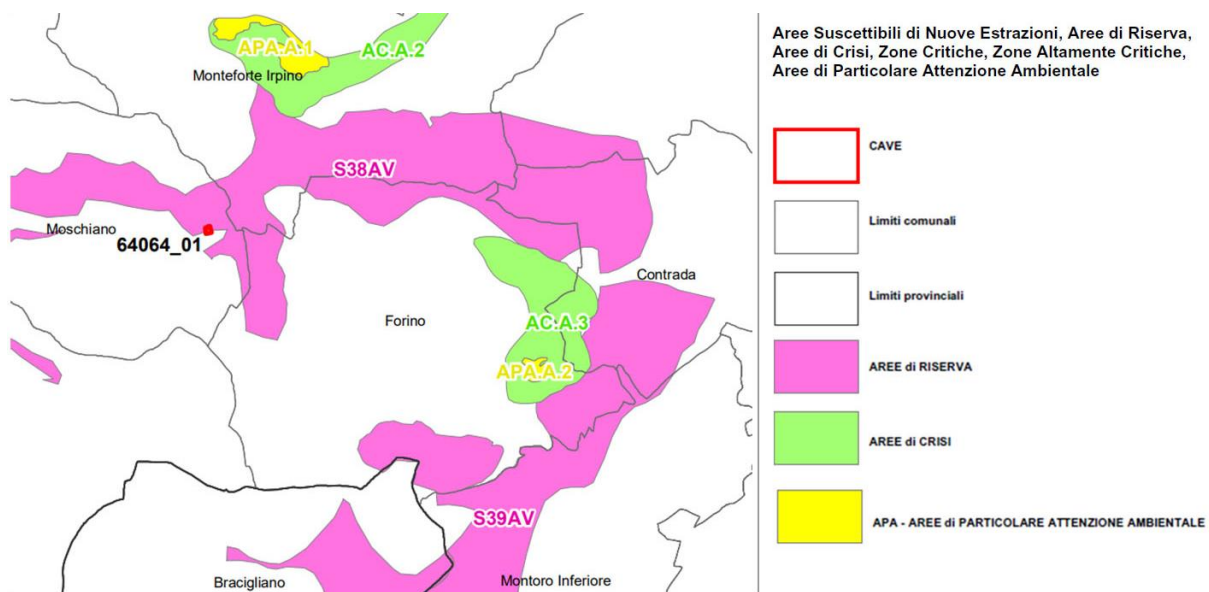 APA.A.1
AC.A.2
Monteforte Irpino
S38AV
Moschiano
64064_01
Contrada
Forino
AC.A.3
APA.A.2
S39AV
Bracigliano
Montoro Inferiore
Aree Suscettibili di Nuove Estrazioni, Aree di Riserva,
Aree di Crisi, Zone Critiche, Zone Altamente Critiche,
Aree di Particolare Attenzione Ambientale
CAVE
Limiti comunali
Limiti provinciali
AREE di RISERVA
AREE di CRISI
APA - AREE di PARTICOLARE ATTENZIONE AMBIENTALE